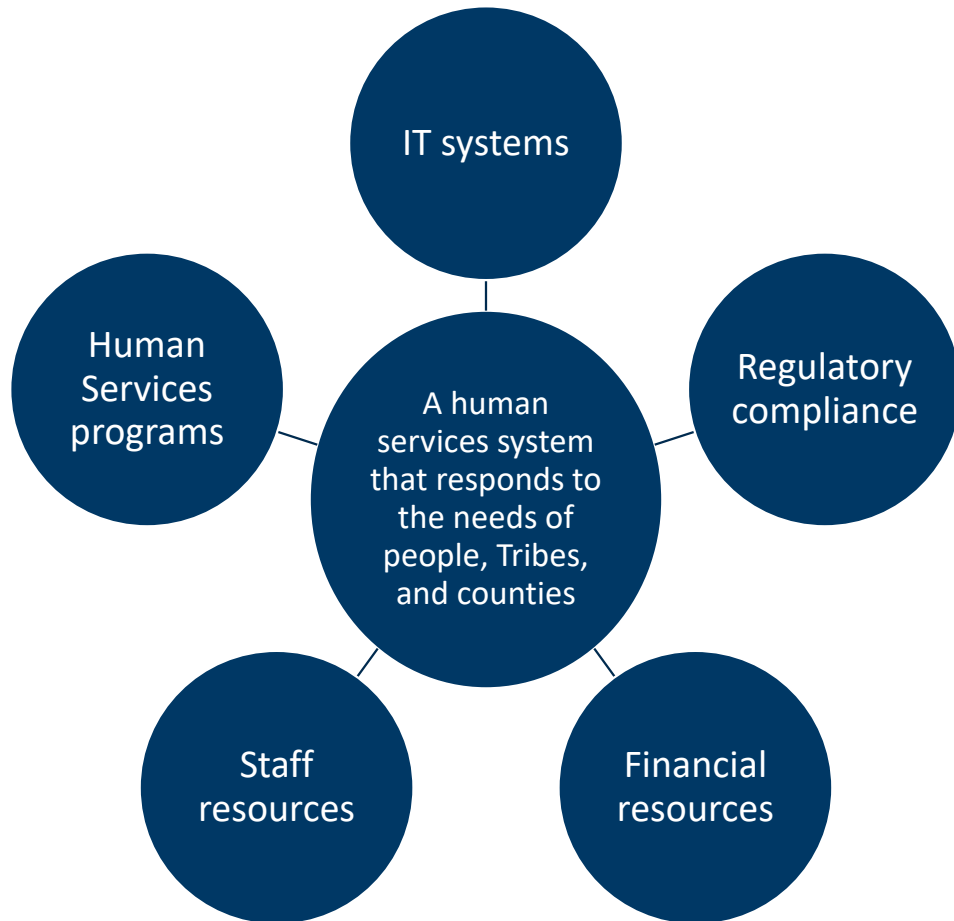 IT systems
Human
Services
programs
Regulatory
compliance
A human
services system
that responds to
the needs of
people, Tribes,
and counties
Staff
resources
Financial
resources